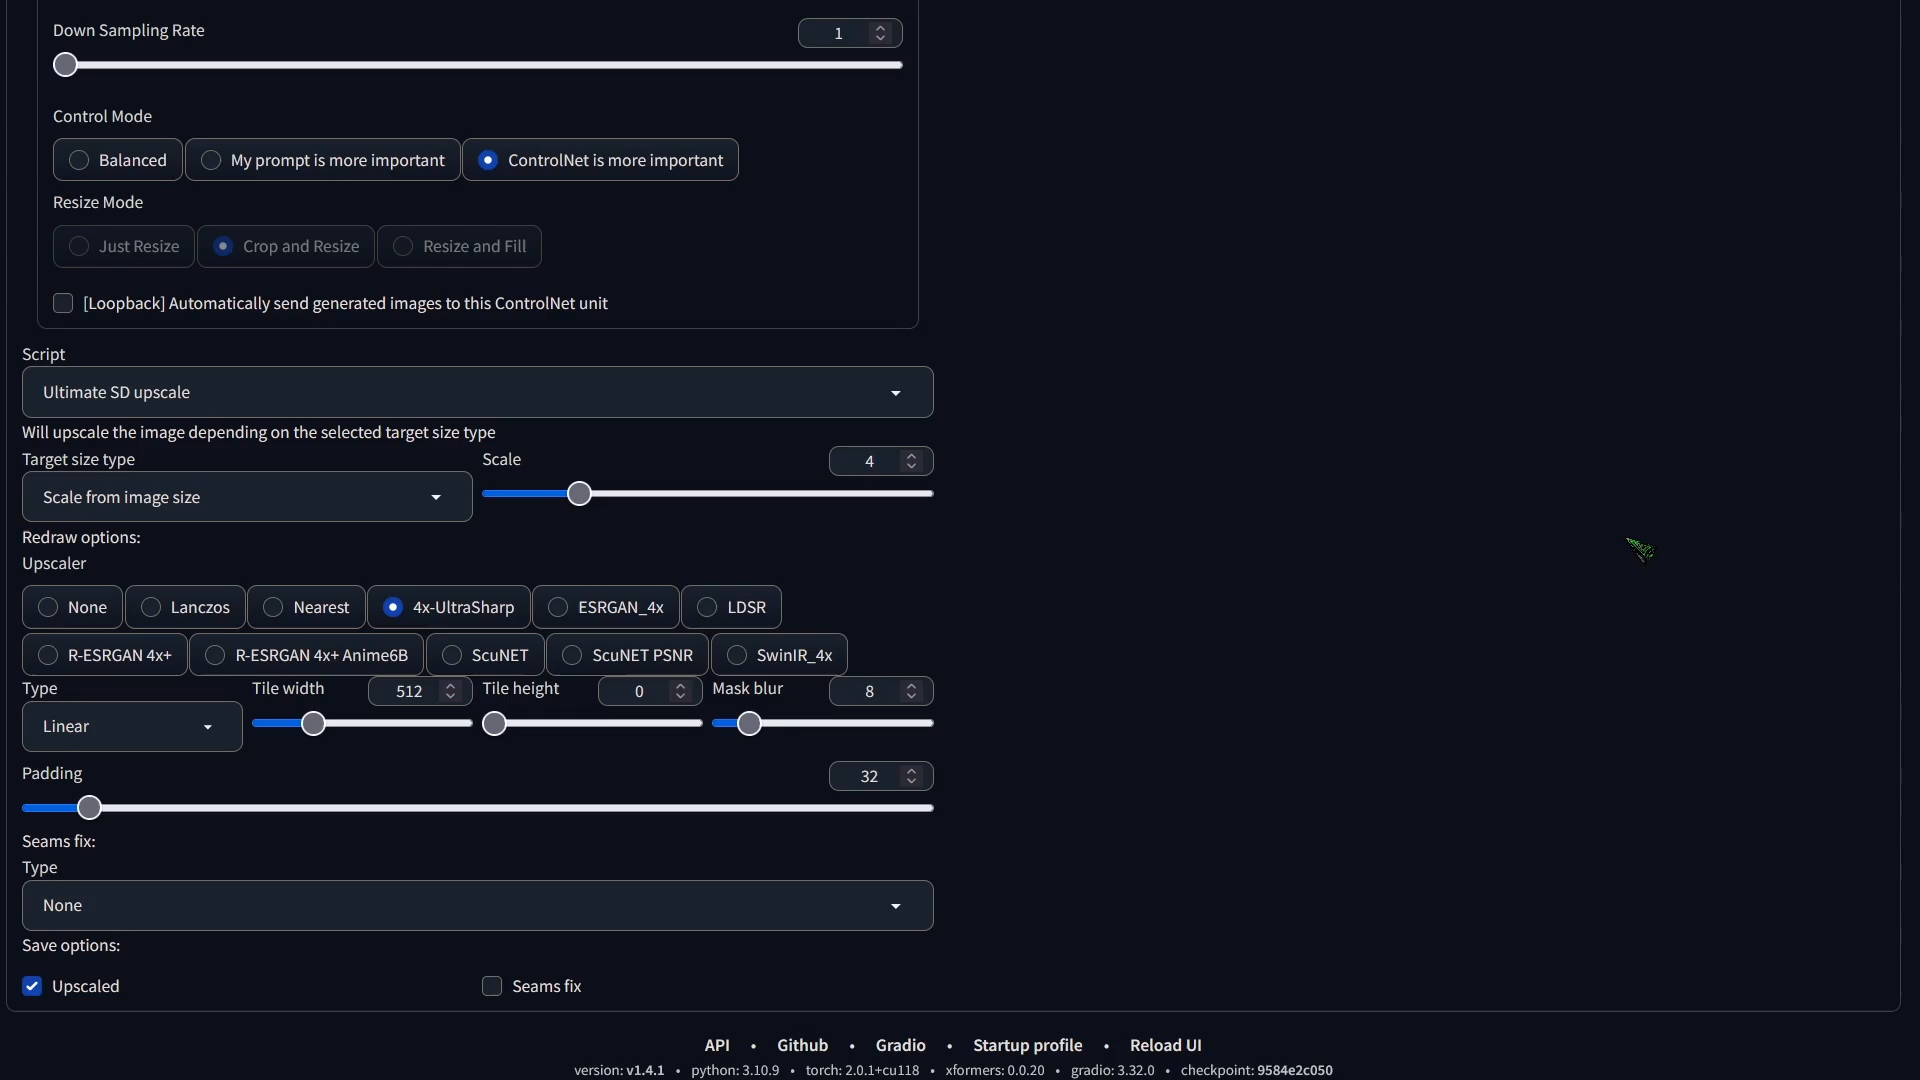 Down Sampling Rate
1
Control Mode
Balanced My prompt is more important ControlNet is more important
Resize Mode
Just Resize Crop and Resize Resize and Fill
[Loopback] Automatically send generated images to this ControlNet unit
Script
Ultimate SD upscale
Will upscale the image depending on the selected target size type
Target size type Scale 4
Scale from image size
Redraw options:
Upscaler
None Lanczos Nearest 4x-UltraSharp ESRGAN_4x LDSR
R-ESRGAN 4x+ R-ESRGAN 4x+ Anime6B ScuNET ScuNET PSNR SwinIR_4x
Type Tile width 512 Tile height 0 Mask blur 8
Linear
Padding 32
Seams fix:
Type
None
Save options:
Upscaled Seams fix
API • Github • Gradio • Startup profile • Reload UI
version: v1.4.1 • python: 3.10.9 • torch: 2.0.1+cu118 • xformers: 0.0.20 • gradio: 3.32.0 • checkpoint: 9584e2c050